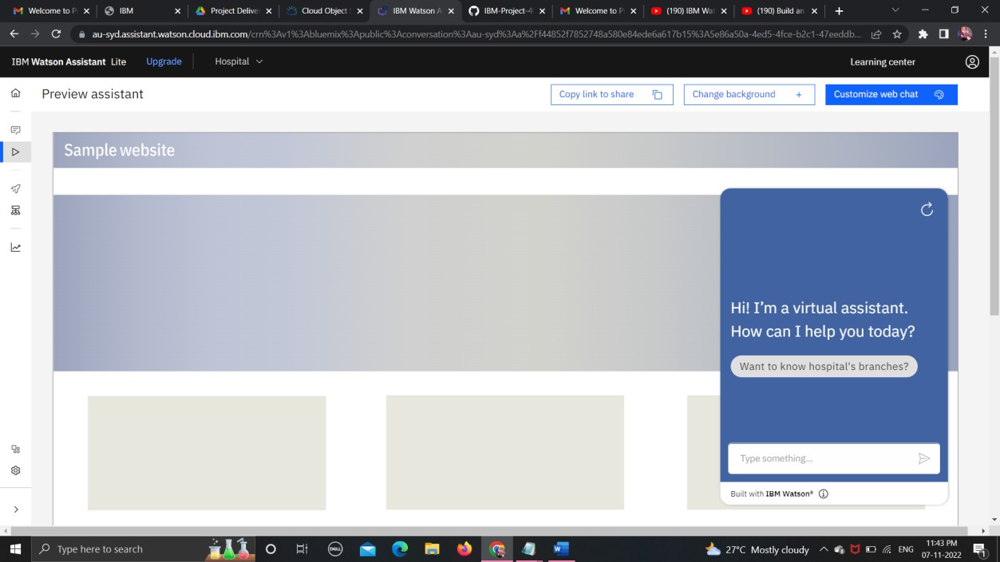 Welcome to P
IBM
Project Deliver
Cloud Object S
IBM Watson A
IBM-Project-4
Welcome to P
(190) IBM Wat
(190) Build an
au-syd.assistant.watson.cloud.ibm.com/crn%3Av1%3Abluemix%3Apublic%3Aconversation%3Aau-syd%3Aa%2Ff44852f7852748a580e84ede6a617b15%3A5e86a50a-4ed5-4fce-b2c1-47eeddb...
IBM Watson Assistant Lite
Upgrade
Hospital
Learning center
Preview assistant
Copy link to share
Change background +
Customize web chat
Sample website
Hi! I'm a virtual assistant.
How can I help you today?
Want to know hospital's branches?
Type something...
Built with IBM Watson®
Type here to search
DELL
27°C Mostly cloudy
ENG
11:43 PM
07-11-2022
1